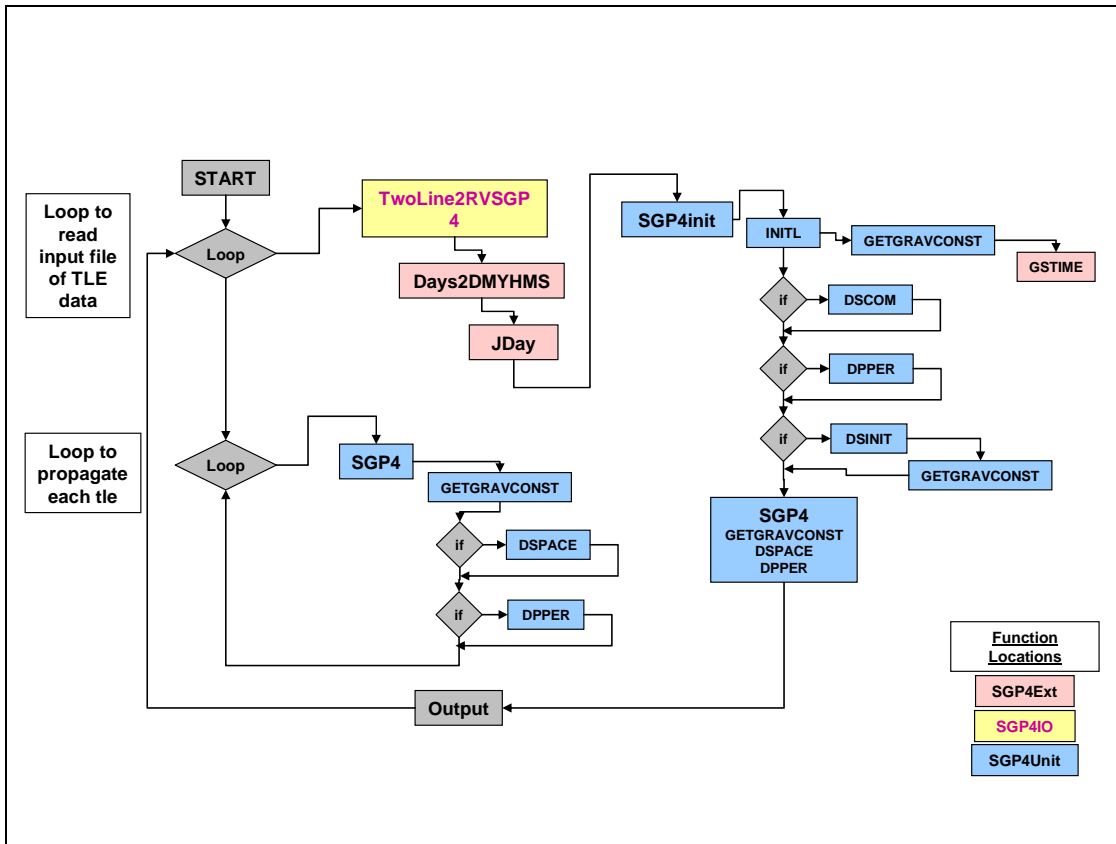 START
Loop to
read
input file
of TLE
data
Loop
TwoLine2RVSGP
4
Days2DMYHMS
JDay
SGP4init
INITL
GETGRAVCONST
GSTIME
if
DSCOM
if
DPPER
if
DSINIT
GETGRAVCONST
SGP4
GETGRAVCONST
DSPACE
DPPER
Loop to
propagate
each tle
Loop
SGP4
GETGRAVCONST
if
DSPACE
if
DPPER
Output
Function
Locations
SGP4Ext
SGP4IO
SGP4Unit